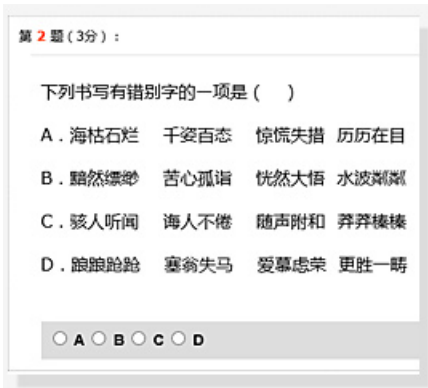 第 2 题 ( 3分 ) ：
下列书写有错别字的一项是 (　　)
A．海枯石烂　千姿百态　惊慌失措　历历在目
B．黯然缥缈　苦心孤诣　恍然大悟　水波粼粼
C．骇人听闻　诲人不倦　随声附和　莽莽榛榛
D．踉踉跄跄　塞翁失马　爱慕虑荣　更胜一畴
A B C D